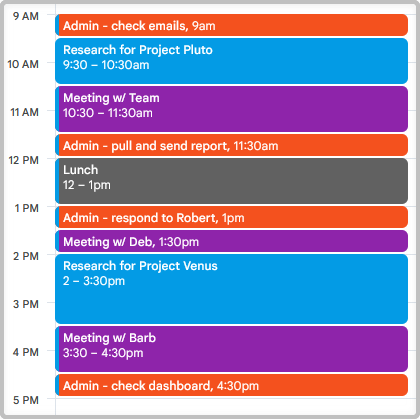 9 AM
Admin - check emails, 9am
Research for Project Pluto
9:30 – 10:30am
10 AM
Meeting w/ Team
10:30 – 11:30am
11 AM
Admin - pull and send report, 11:30am
12 PM
Lunch
12 – 1pm
1 PM
Admin - respond to Robert, 1pm
Meeting w/ Deb, 1:30pm
2 PM
Research for Project Venus
2 – 3:30pm
3 PM
Meeting w/ Barb
3:30 – 4:30pm
4 PM
Admin - check dashboard, 4:30pm
5 PM